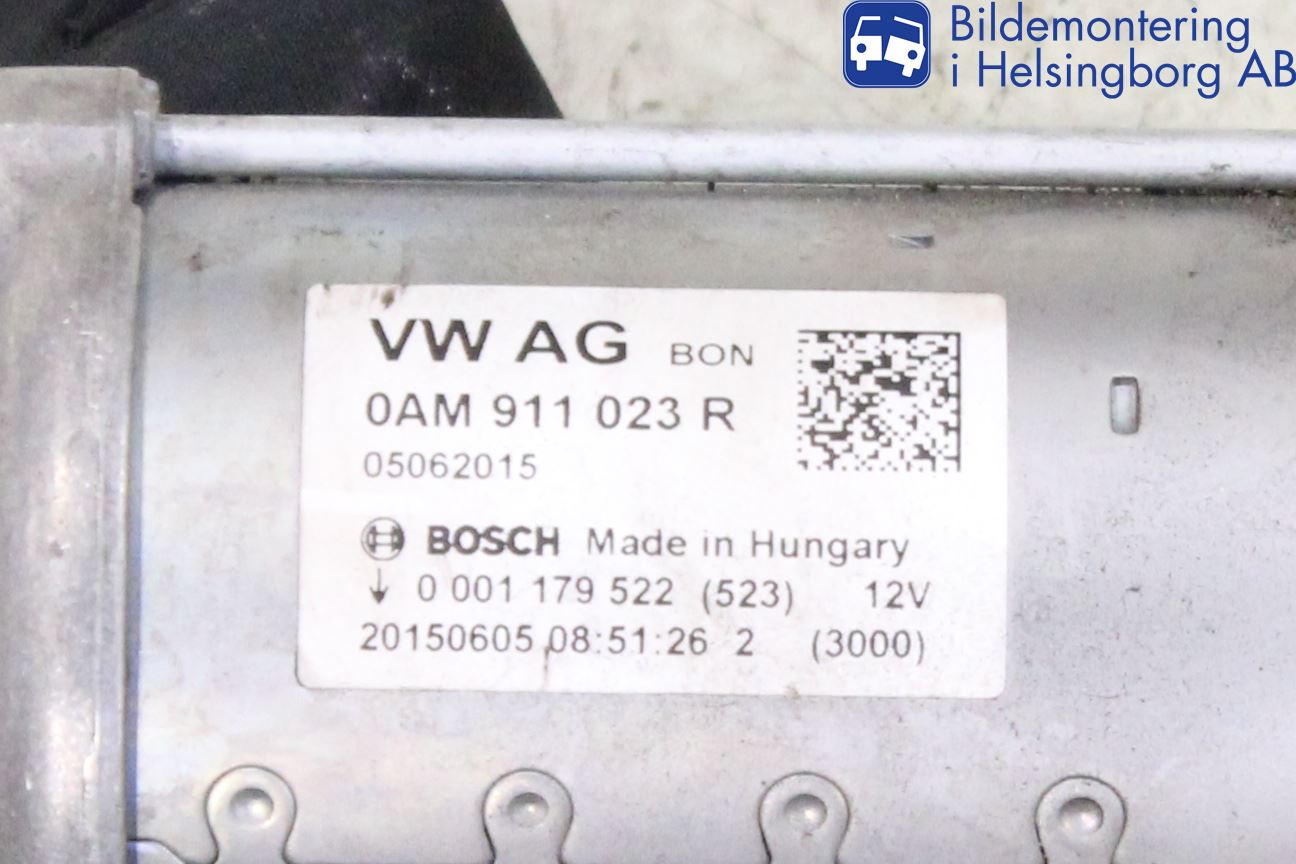 Bildemontering
i Helsingborg AB
VW AG BON
0AM 911 023 R
05062015
BOSCH Made in Hungary
↓ 0 001 179 522 (523) 12V
20150605 08:51:26 2 (3000)